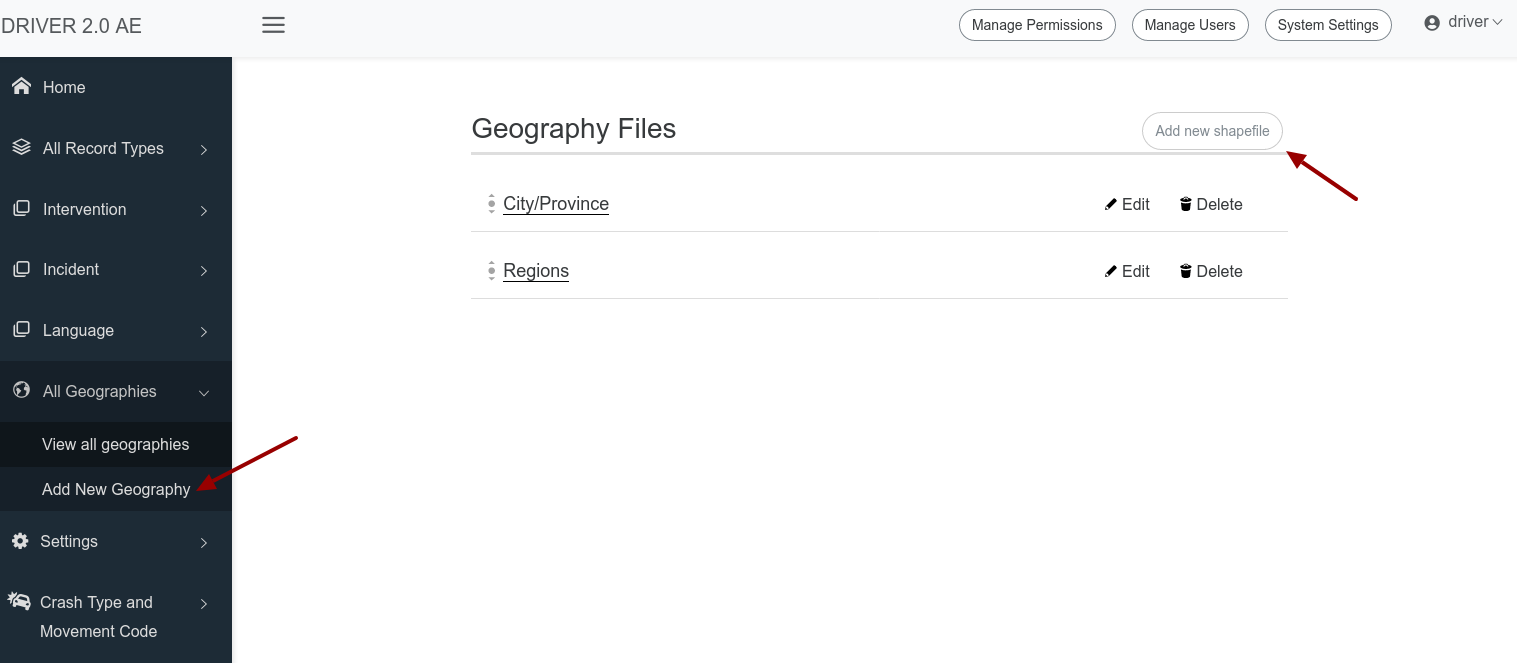 DRIVER 2.0 AE
Manage Permissions
Manage Users
System Settings
driver
Home
All Record Types
Intervention
Incident
Language
All Geographies
View all geographies
Add New Geography
Settings
Crash Type and
Movement Code
Geography Files
Add new shapefile
City/Province
Edit
Delete
Regions
Edit
Delete